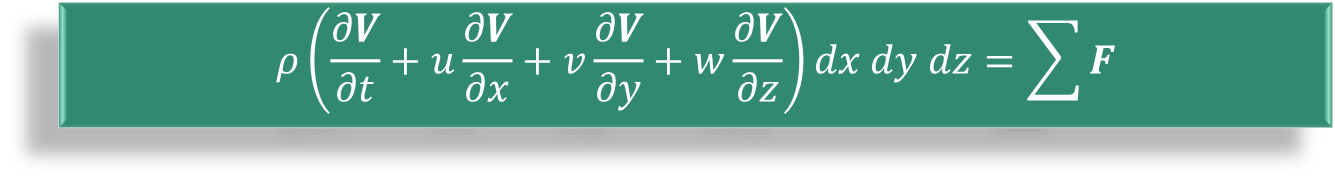 ρ(∂V/∂t + u ∂V/∂x + v ∂V/∂y + w ∂V/∂z) dx dy dz = ∑ F